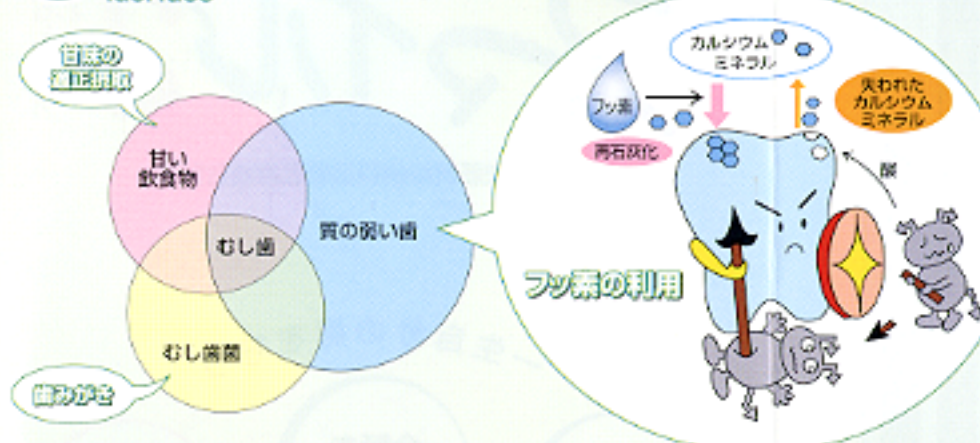 甘味の
適正摂取
甘い
飲食物
むし歯
質の弱い歯
むし歯菌
歯みがき
カルシウム
ミネラル
フッ素
再石灰化
失われた
カルシウム
ミネラル
酸
フッ素の利用